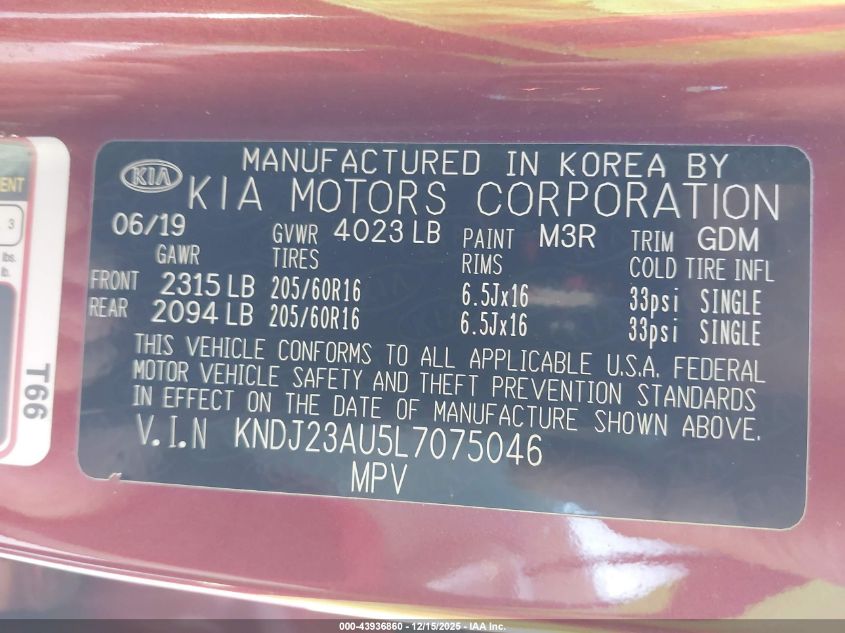 MANUFACTURED IN KOREA BY
KIA KIA MOTORS CORPORATION
06/19 GVWR 4023 LB PAINT M3R TRIM GDM
GAWR TIRES RIMS COLD TIRE INFL
FRONT 2315 LB 205/60R16 6.5Jx16 33psi SINGLE
REAR 2094 LB 205/60R16 6.5Jx16 33psi SINGLE
THIS VEHICLE CONFORMS TO ALL APPLICABLE U.S.A. FEDERAL
MOTOR VEHICLE SAFETY AND THEFT PREVENTION STANDARDS
IN EFFECT ON THE DATE OF MANUFACTURE SHOWN ABOVE.
V.I.N KNDJ23AU5L7075046
MPV
3
lbs.
lb.
T66
000-43936860 - 12/15/2025 - IAA Inc.